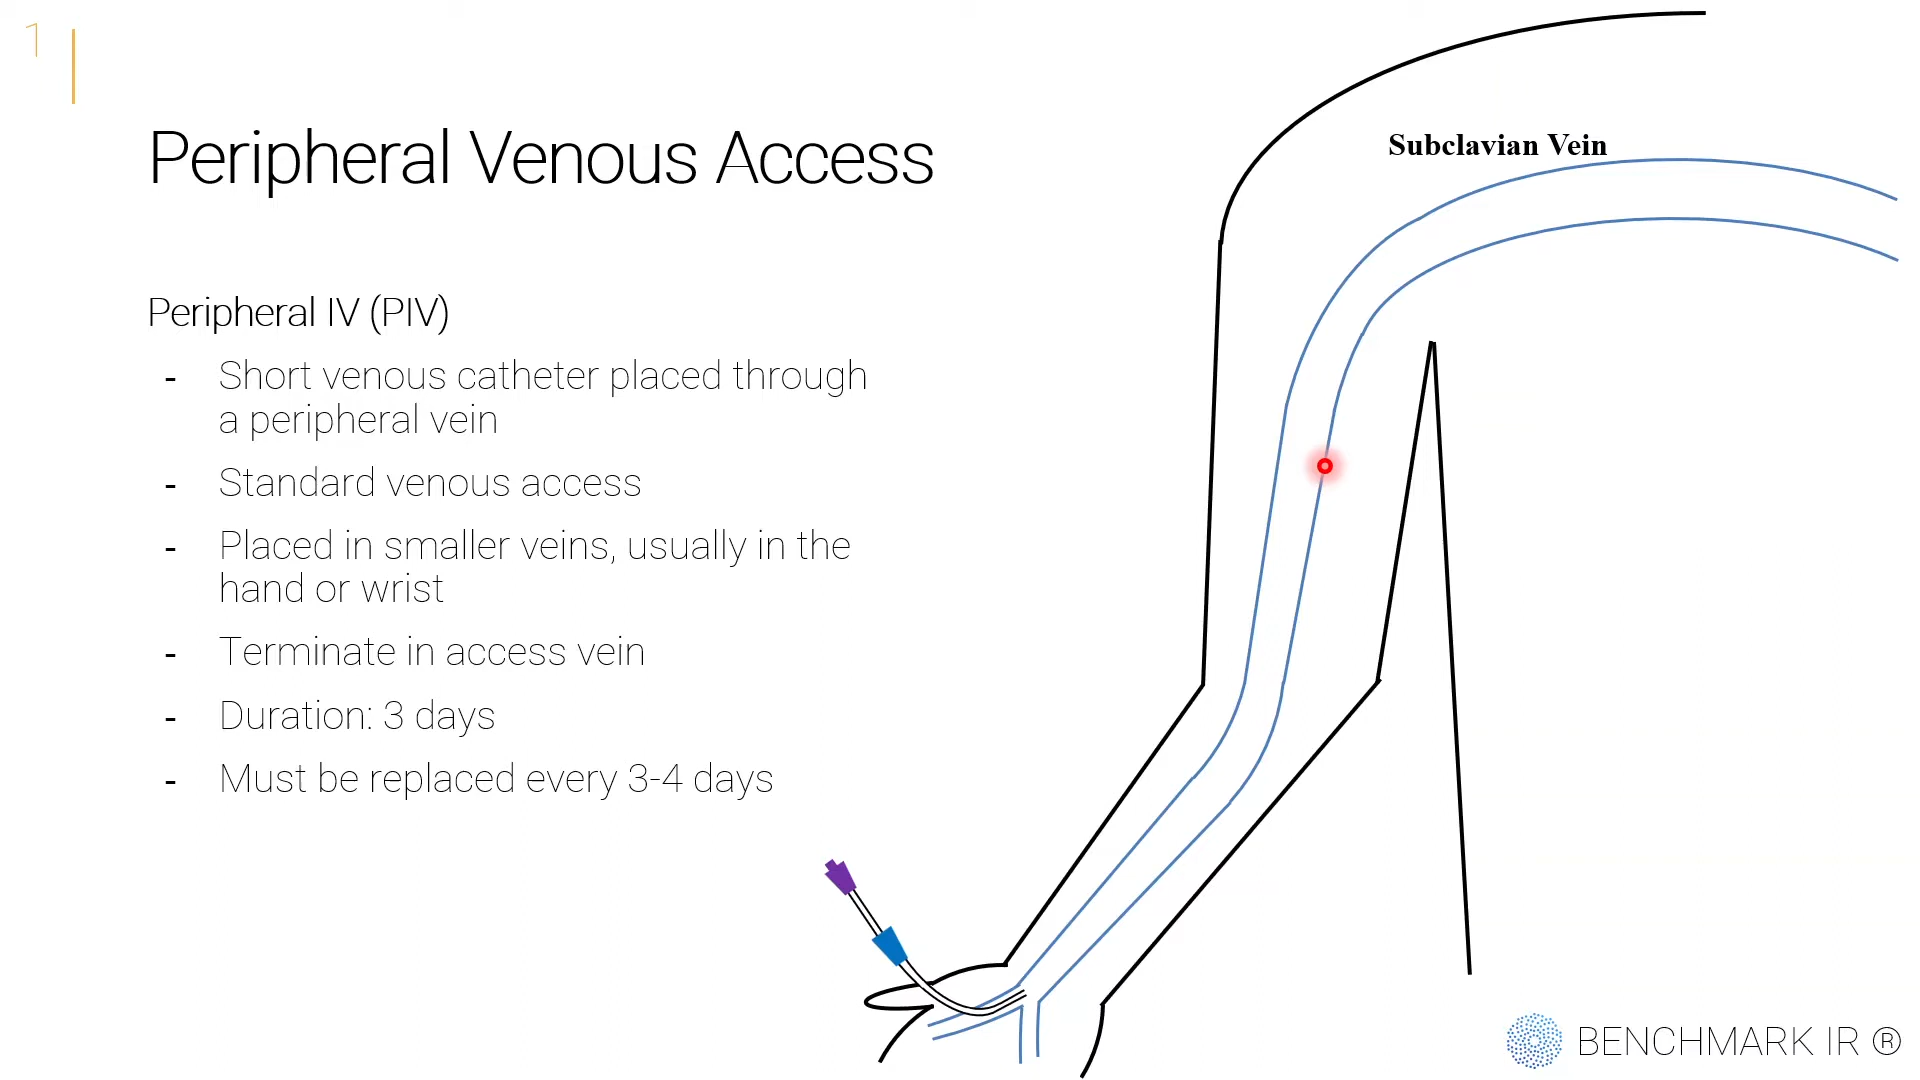 1
Peripheral Venous Access
Subclavian Vein
Peripheral IV (PIV)
- Short venous catheter placed through
a peripheral vein
- Standard venous access
- Placed in smaller veins, usually in the
hand or wrist
- Terminate in access vein
- Duration: 3 days
- Must be replaced every 3-4 days
BENCHMARK IR ®